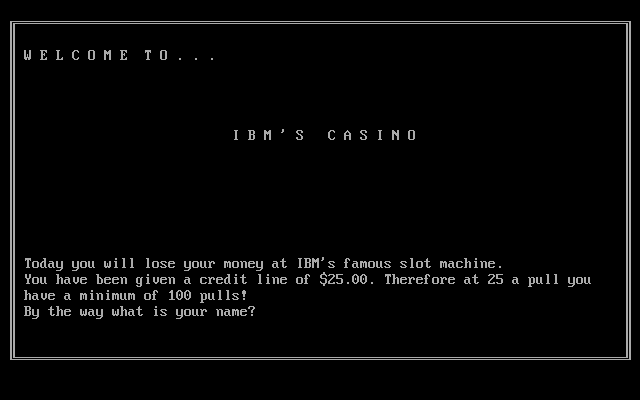 W E L C O M E  T O . . .
I B M ' S  C A S I N O
Today you will lose your money at IBM's famous slot machine.
You have been given a credit line of $25.00. Therefore at 25 a pull you
have a minimum of 100 pulls!
By the way what is your name?